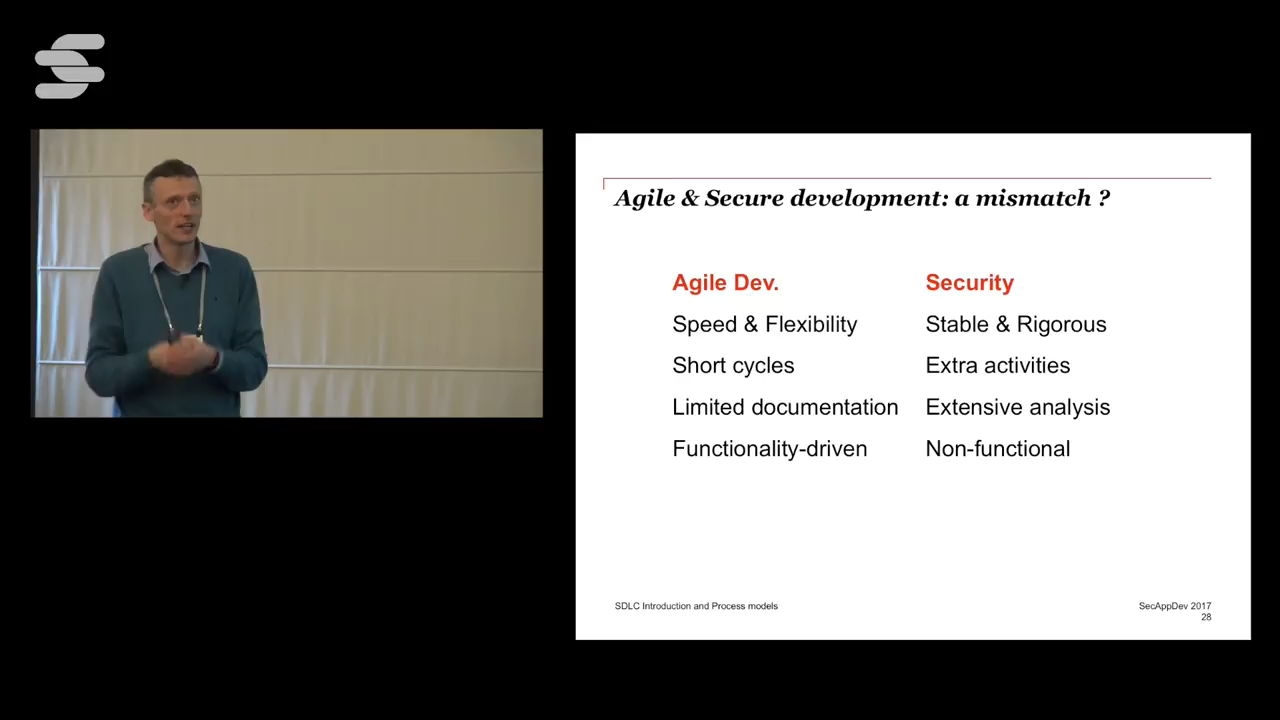 Agile & Secure development: a mismatch ?
Agile Dev. Security
Speed & Flexibility Stable & Rigorous
Short cycles Extra activities
Limited documentation Extensive analysis
Functionality-driven Non-functional
SDLC Introduction and Process models SecAppDev 2017
28